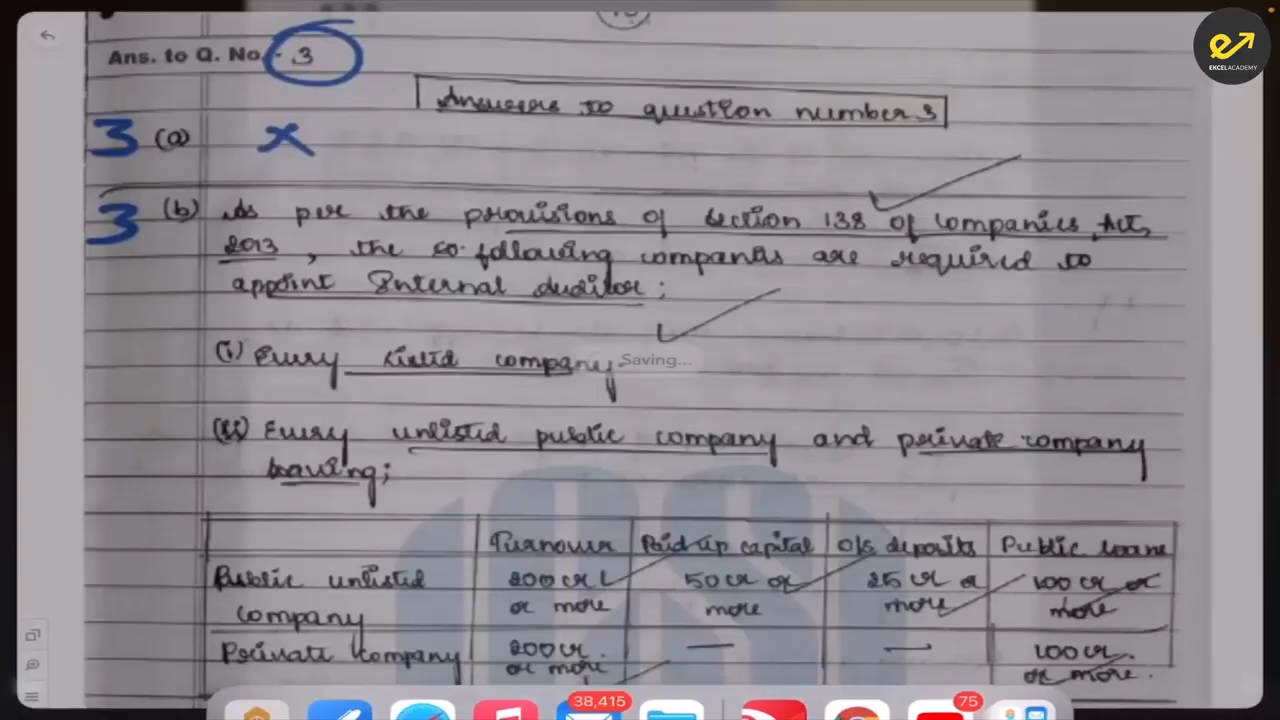 Ans. to Q. No. - 3
EXCELACADEMY
Answers to question number 3
3 (a) X
3 (b) As per the provisions of Section 138 of Companies Act,
2013, the following companies are required to
appoint Internal Auditor;
(i) Every listed company.
Saving...
(ii) Every unlisted public company and private company
having;
Turnover Paid up capital o/s deposits Public loans
Public unlisted 200 cr 50 cr or 25 cr or 100 cr or
company or more more more more
Private company 200 cr. — — 100 cr.
or more or more.
38,415 75